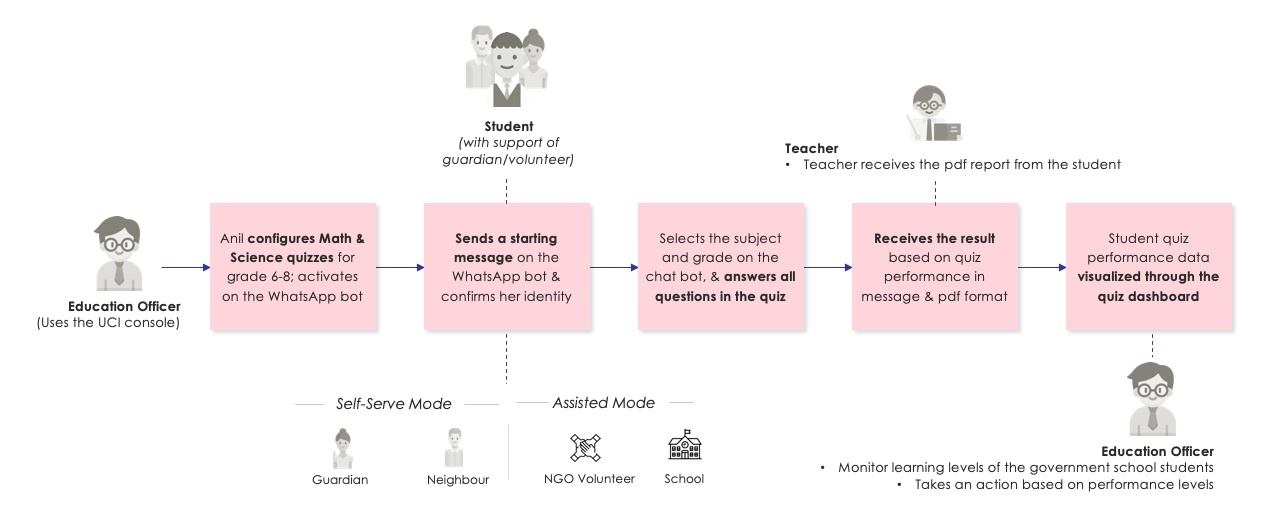 Student
(with support of
guardian/volunteer)
Teacher
• Teacher receives the pdf report from the student
Education Officer
(Uses the UCI console)
Anil configures Math &
Science quizzes for
grade 6-8; activates
on the WhatsApp bot
Sends a starting
message on the
WhatsApp bot &
confirms her identity
Selects the subject
and grade on the
chat bot, & answers all
questions in the quiz
Receives the result
based on quiz
performance in
message & pdf format
Student quiz
performance data
visualized through the
quiz dashboard
Self-Serve Mode
Guardian
Neighbour
Assisted Mode
NGO Volunteer
School
Education Officer
• Monitor learning levels of the government school students
• Takes an action based on performance levels